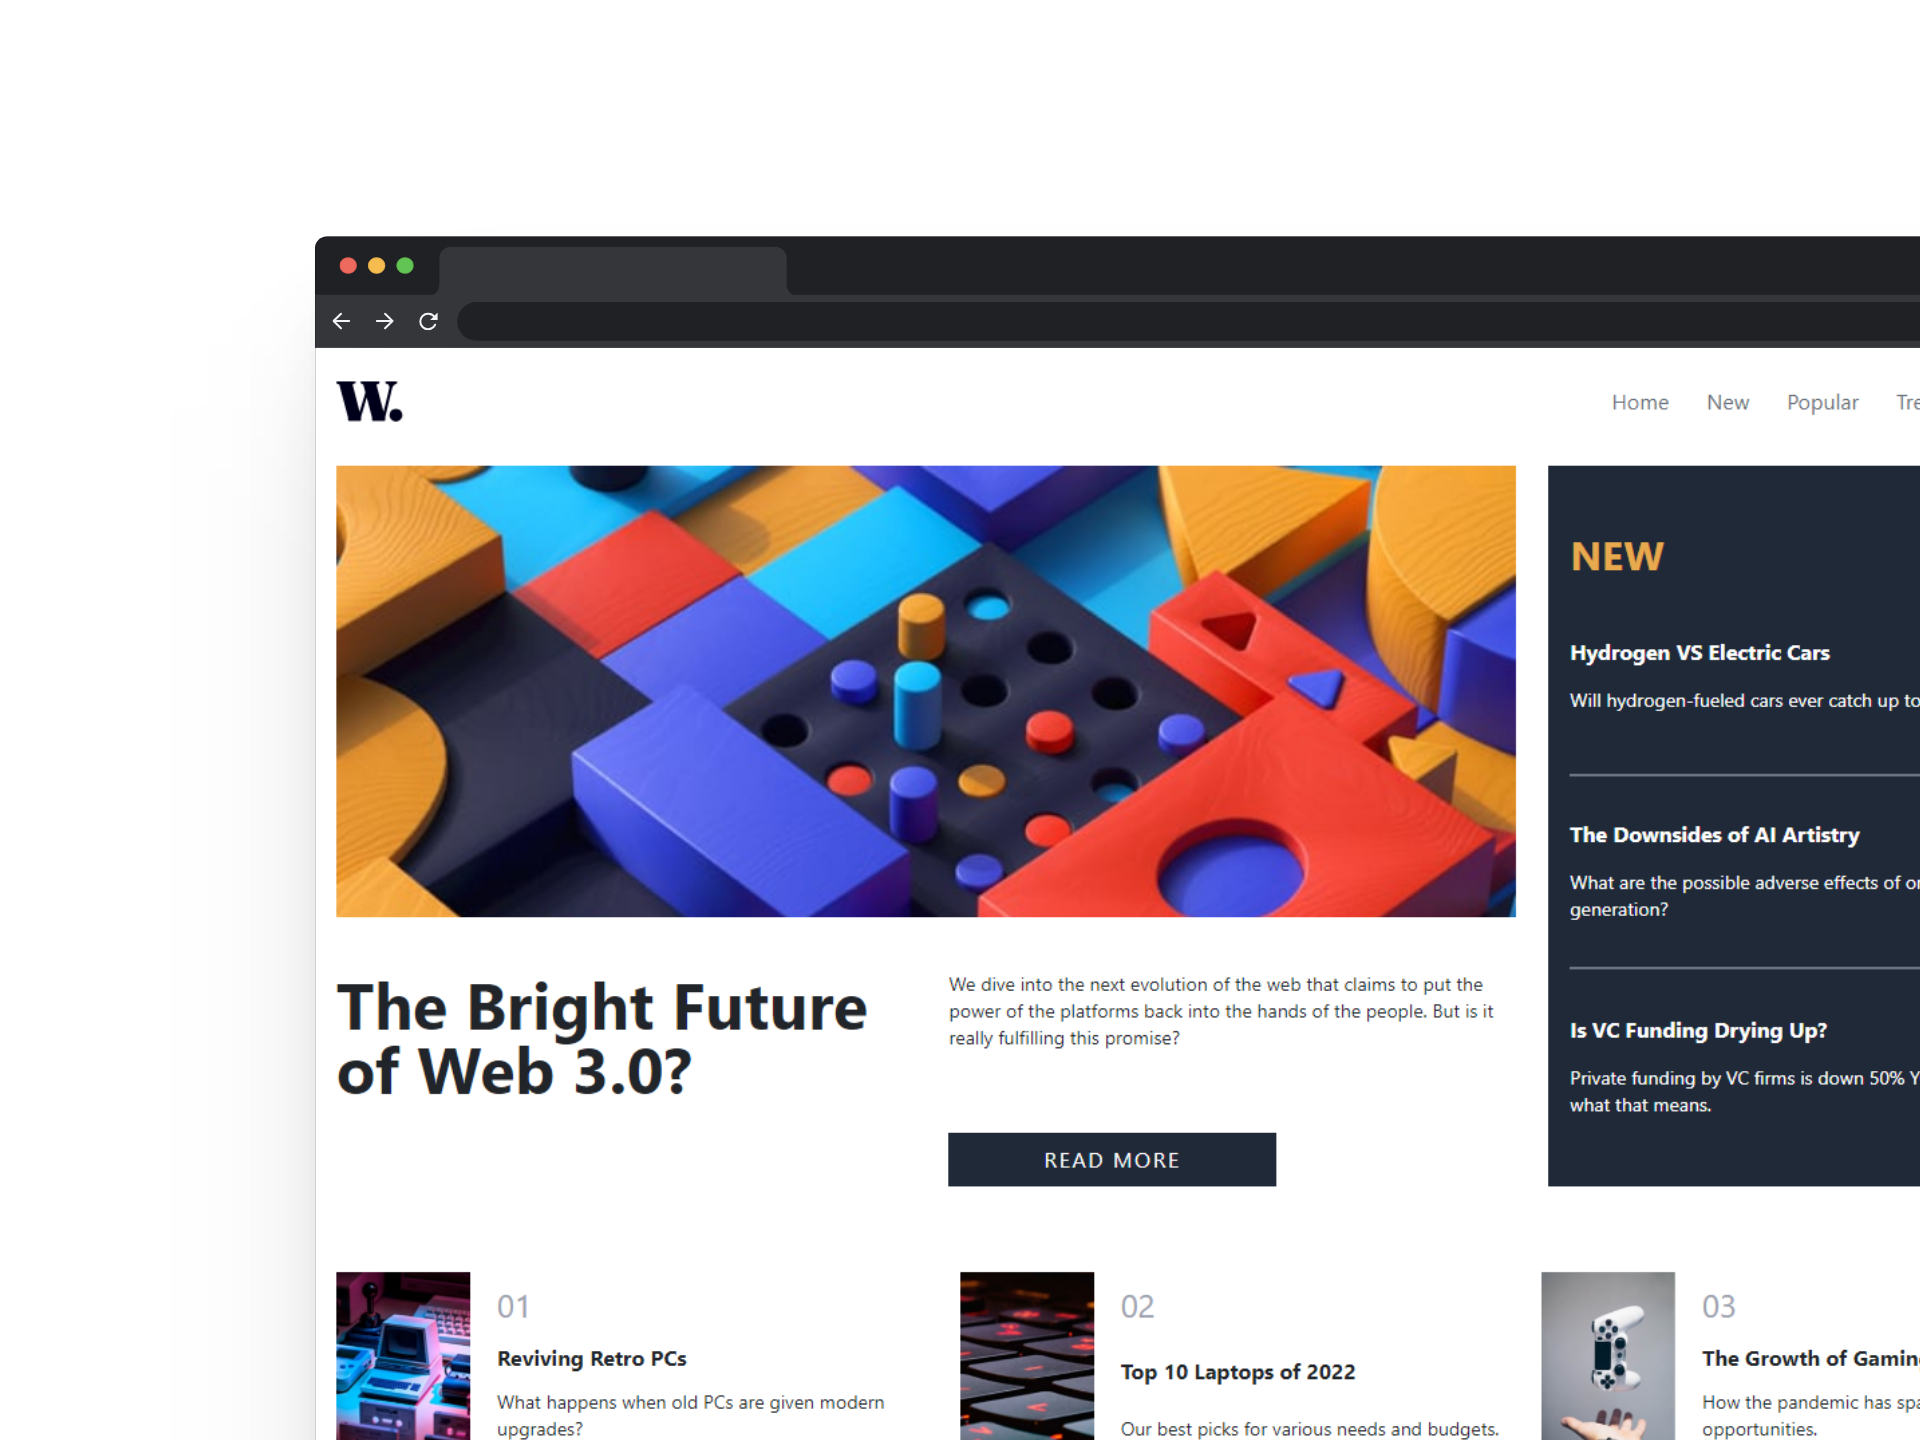 W.
Home New Popular Tre
NEW
Hydrogen VS Electric Cars
Will hydrogen-fueled cars ever catch up to
The Downsides of AI Artistry
What are the possible adverse effects of on
generation?
Is VC Funding Drying Up?
Private funding by VC firms is down 50% Y
what that means.
The Bright Future
of Web 3.0?
We dive into the next evolution of the web that claims to put the
power of the platforms back into the hands of the people. But is it
really fulfilling this promise?
READ MORE
01
Reviving Retro PCs
What happens when old PCs are given modern
upgrades?
02
Top 10 Laptops of 2022
Our best picks for various needs and budgets.
03
The Growth of Gamin
How the pandemic has spa
opportunities.